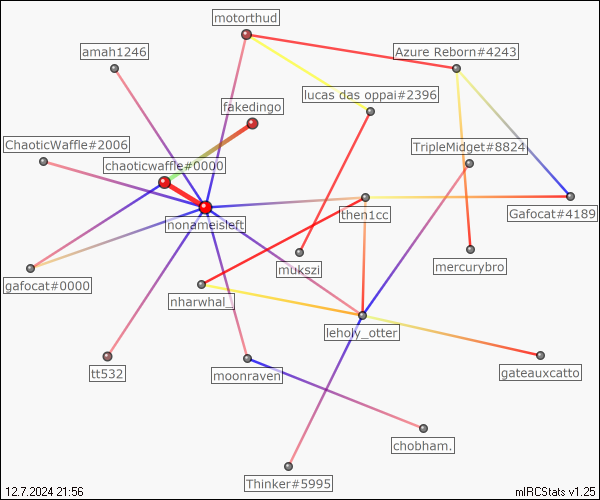 motorthud
amah1246
Azure Reborn#4243
lucas das oppai#2396
fakedingo
ChaoticWaffle#2006
TripleMidget#8824
chaoticwaffle#0000
then1cc
Gafocat#4189
nonameisleft
mukszi
mercurybro
gafocat#0000
nharwhal_
leholy_otter
tt532
moonraven
gateauxcatto
chobham.
Thinker#5995
12.7.2024 21:56
mIRCStats v1.25